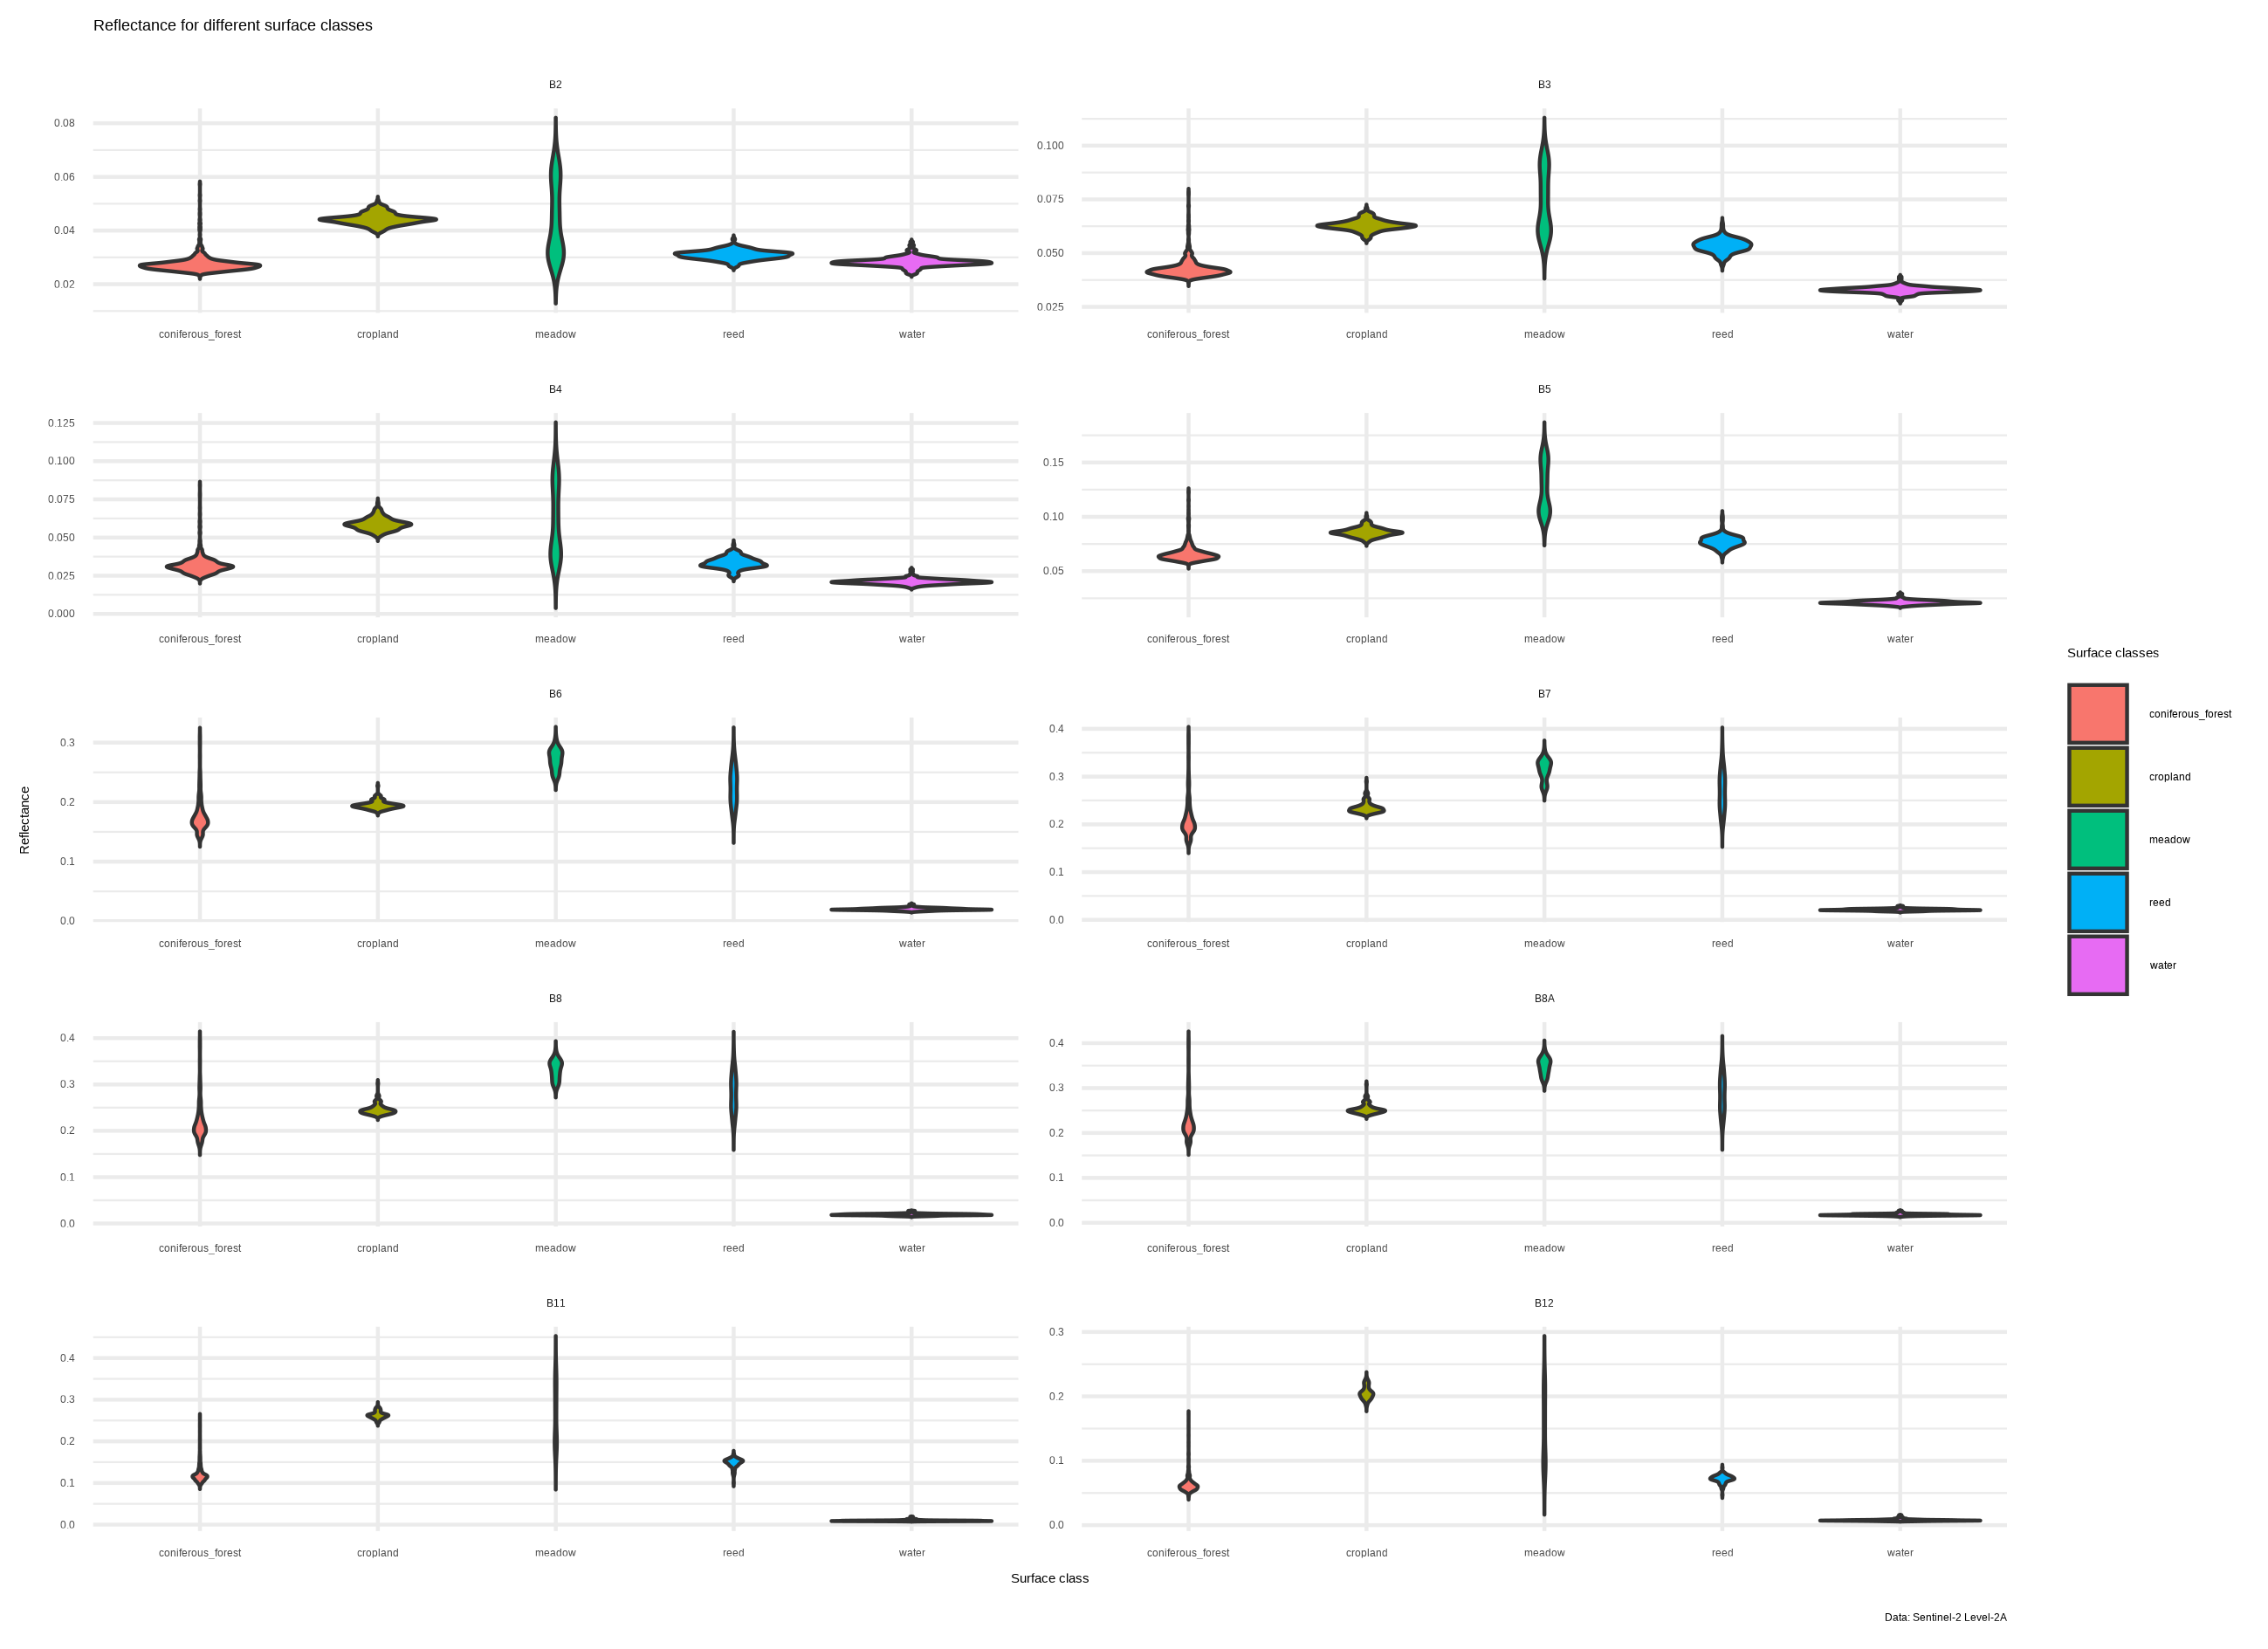 Reflectance for different surface classes
B2
B3
0.08
0.06
0.04
0.02
0.100
0.075
0.050
0.025
coniferous_forest cropland meadow reed water
coniferous_forest cropland meadow reed water
B4
B5
0.125
0.100
0.075
0.050
0.025
0.000
0.15
0.10
0.05
coniferous_forest cropland meadow reed water
coniferous_forest cropland meadow reed water
B6
B7
0.3
0.2
0.1
0.0
0.4
0.3
0.2
0.1
0.0
coniferous_forest cropland meadow reed water
coniferous_forest cropland meadow reed water
B8
B8A
0.4
0.3
0.2
0.1
0.0
0.4
0.3
0.2
0.1
0.0
coniferous_forest cropland meadow reed water
coniferous_forest cropland meadow reed water
B11
B12
0.4
0.3
0.2
0.1
0.0
0.3
0.2
0.1
0.0
coniferous_forest cropland meadow reed water
coniferous_forest cropland meadow reed water
Reflectance
Surface class
Surface classes
coniferous_forest
cropland
meadow
reed
water
Data: Sentinel-2 Level-2A